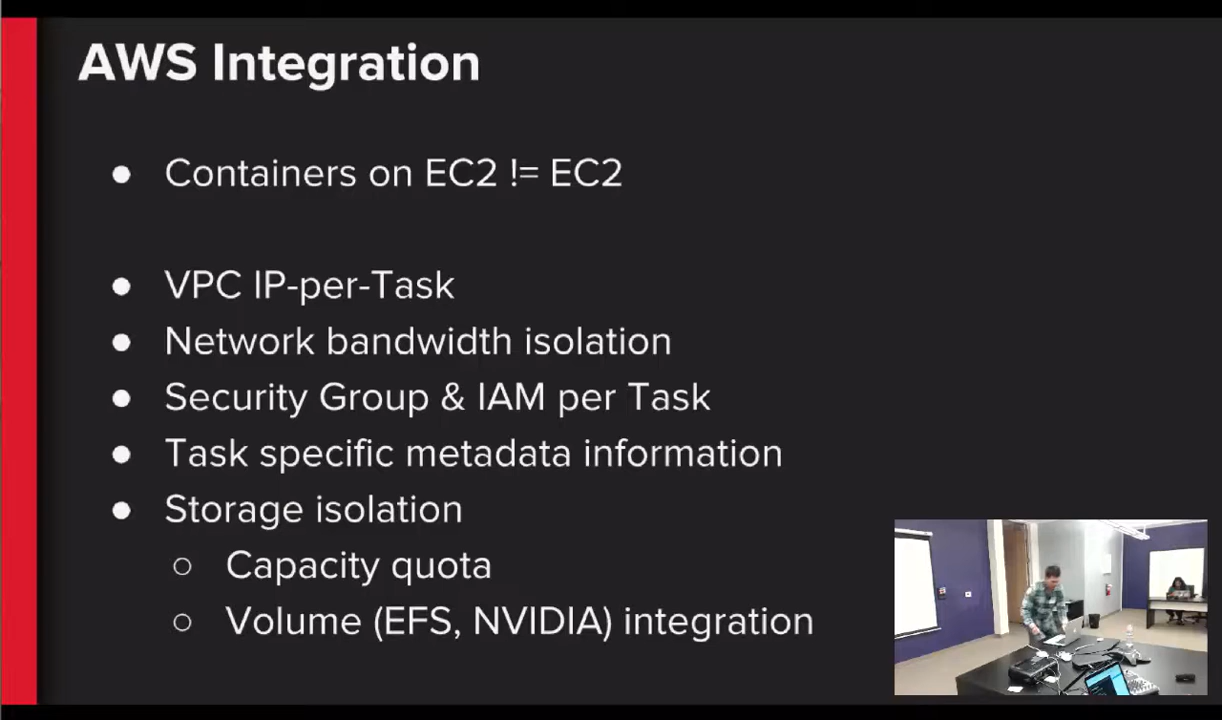 AWS Integration
● Containers on EC2 != EC2
● VPC IP-per-Task
● Network bandwidth isolation
● Security Group & IAM per Task
● Task specific metadata information
● Storage isolation
○ Capacity quota
○ Volume (EFS, NVIDIA) integration